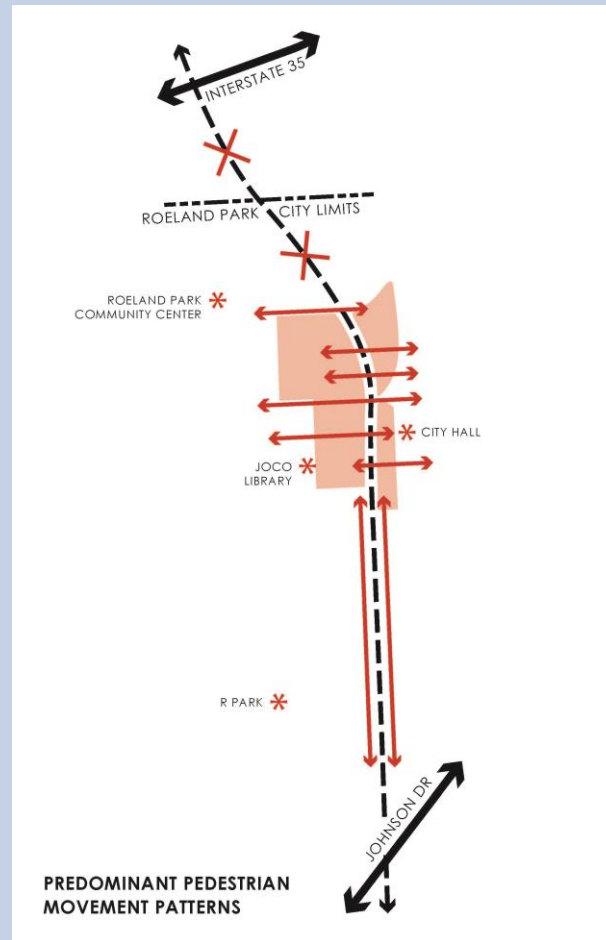 INTERSTATE 35
ROELAND PARK CITY LIMITS
ROELAND PARK
COMMUNITY CENTER
CITY HALL
JOCO
LIBRARY
R PARK
JOHNSON DR
PREDOMINANT PEDESTRIAN
MOVEMENT PATTERNS